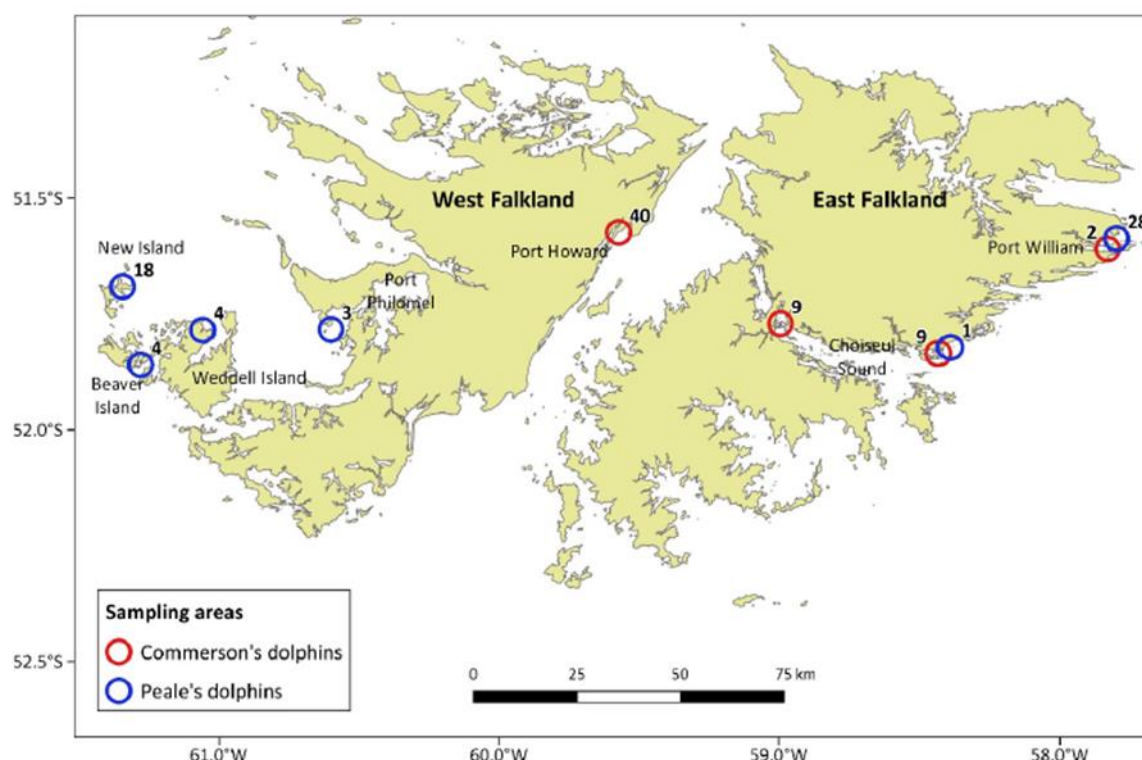 51.5°S
52.0°S
52.5°S
West Falkland
East Falkland
40
Port Howard
28
2
Port William
New Island
18
Port
Philomel
4
3
9
4
Weddell Island
Beaver
Island
9
1
Choiseul
Sound
Sampling areas
Commerson's dolphins
Peale's dolphins
0 25 50 75 km
61.0°W 60.0°W 59.0°W 58.0°W